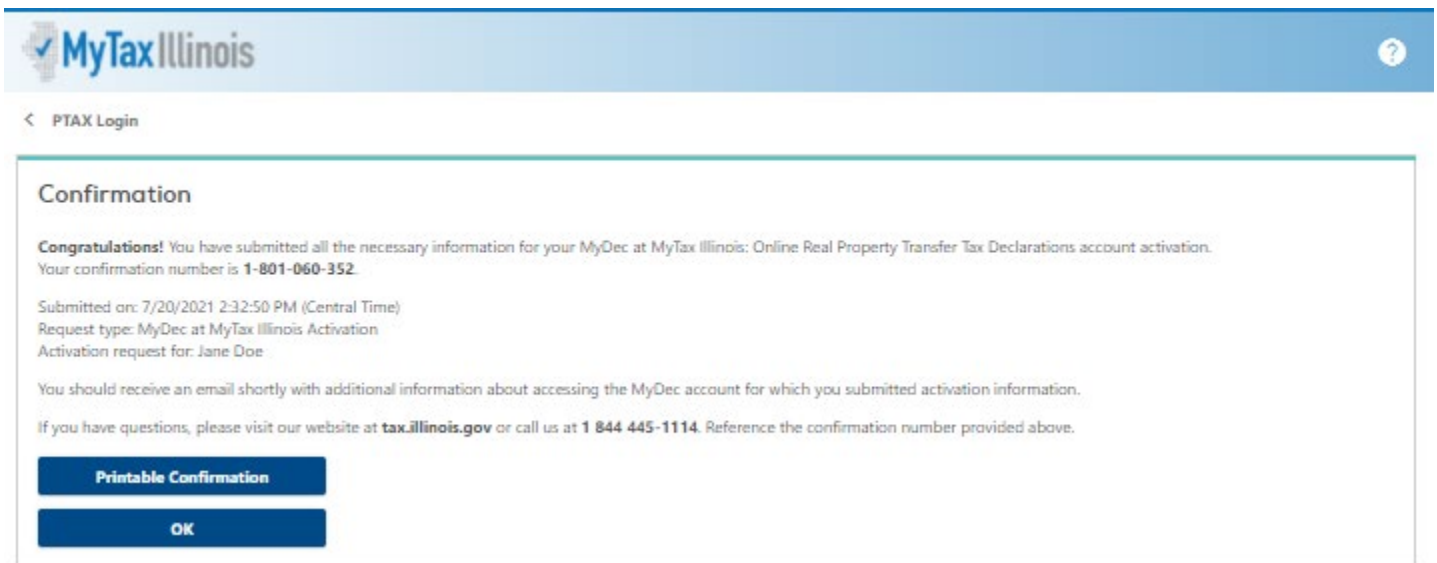 MyTax Illinois
?
< PTAX Login
Confirmation
Congratulations! You have submitted all the necessary information for your MyDec at MyTax Illinois: Online Real Property Transfer Tax Declarations account activation.
Your confirmation number is 1-801-060-352.
Submitted on: 7/20/2021 2:32:50 PM (Central Time)
Request type: MyDec at MyTax Illinois Activation
Activation request for: Jane Doe
You should receive an email shortly with additional information about accessing the MyDec account for which you submitted activation information.
If you have questions, please visit our website at tax.illinois.gov or call us at 1 844 445-1114. Reference the confirmation number provided above.
Printable Confirmation
OK